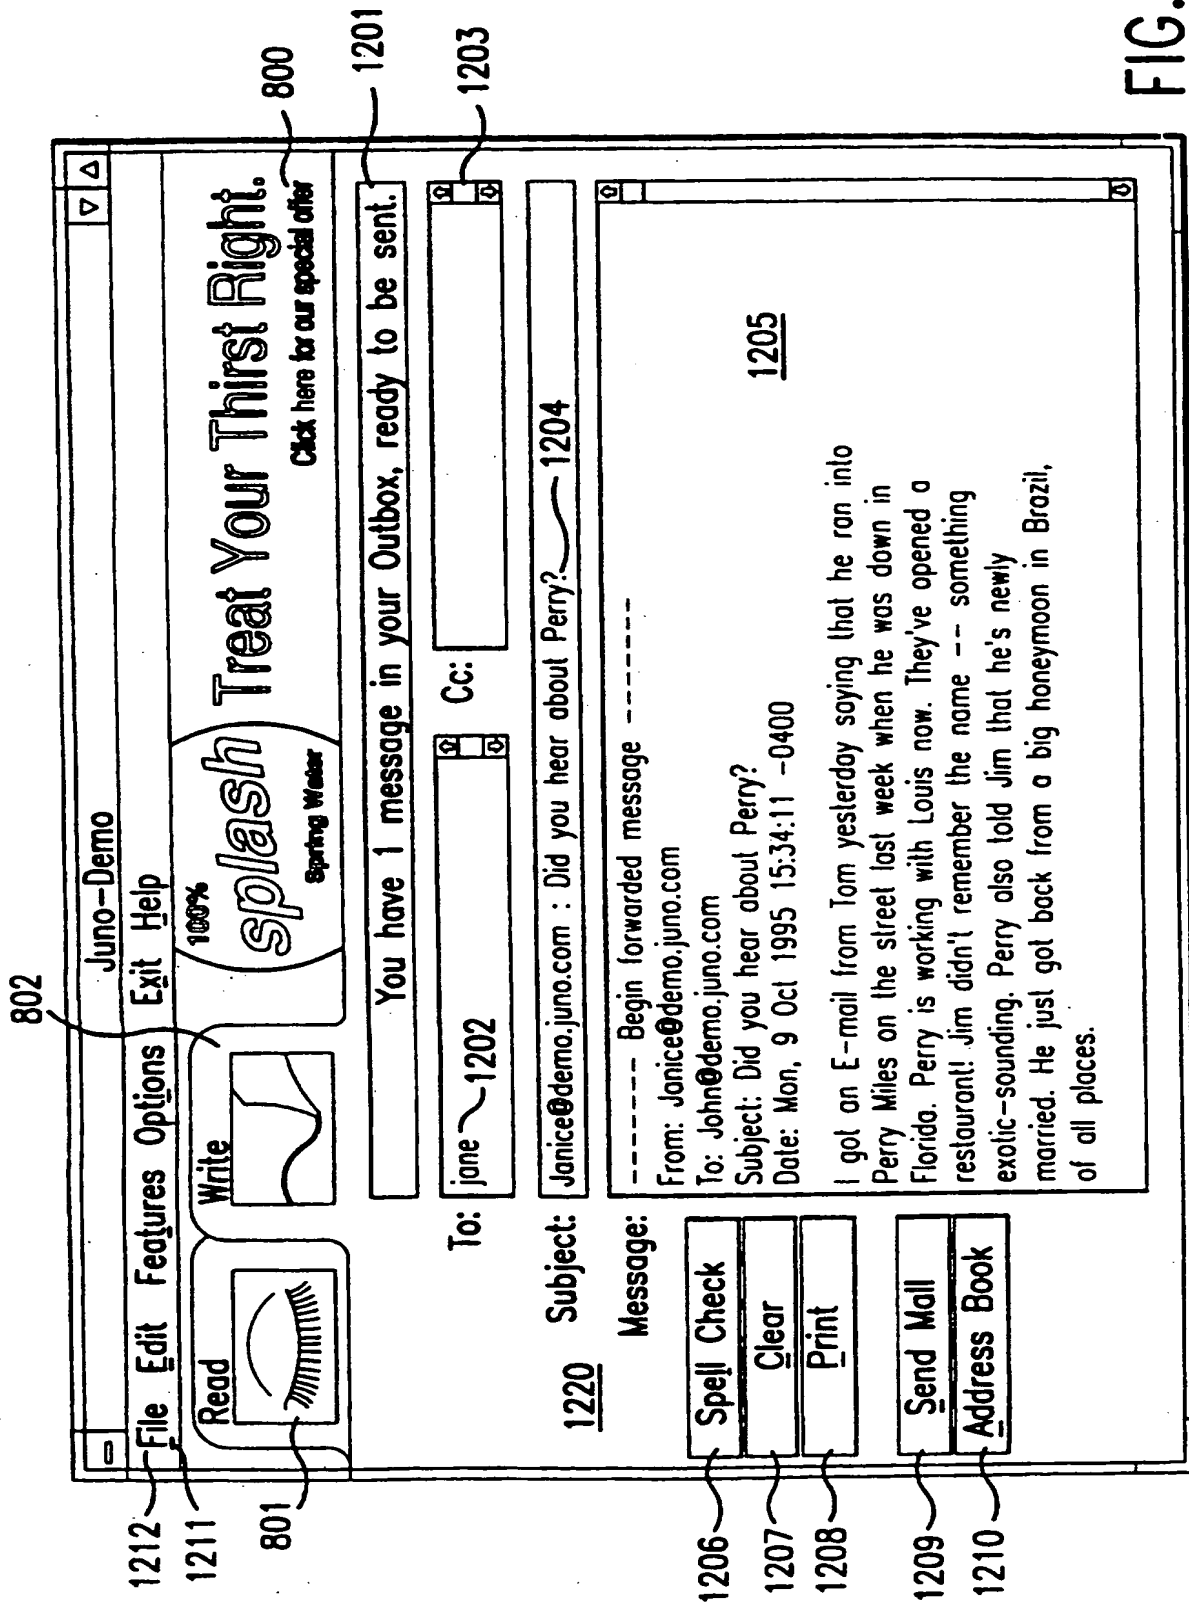 802
Juno-Demo
1212
File Edit Features Options Exit Help
1211
Read
Write
801
100%
splash
Spring Water
Treat Your Thirst Right.
Click here for our special offer
800
You have 1 message in your Outbox, ready to be sent.
1201
To: jane
1202
Cc:
1203
1220
Subject: Janice@demo.juno.com : Did you hear about Perry?
1204
Message:
------ Begin forwarded message ------
From: Janice@demo.juno.com
To: John@demo.juno.com
Subject: Did you hear about Perry?
Date: Mon, 9 Oct 1995 15:34:11 -0400
1205
I got an E-mail from Tom yesterday saying that he ran into
Perry Miles on the street last week when he was down in
Florida. Perry is working with Louis now. They've opened a
restaurant! Jim didn't remember the name -- something
exotic-sounding. Perry also told Jim that he's newly
married. He just got back from a big honeymoon in Brazil,
of all places.
1206
Spell Check
1207
Clear
1208
Print
1209
Send Mail
1210
Address Book
FIG.